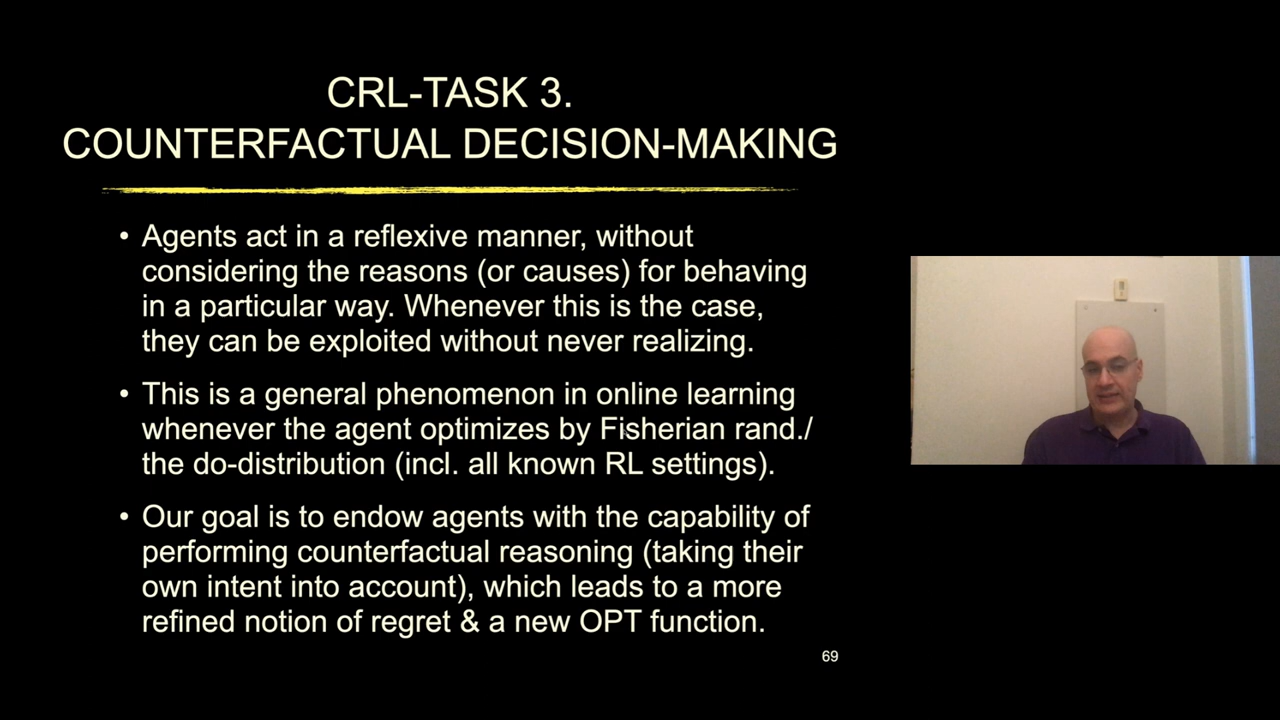 CRL-TASK 3.
COUNTERFACTUAL DECISION-MAKING
• Agents act in a reflexive manner, without
considering the reasons (or causes) for behaving
in a particular way. Whenever this is the case,
they can be exploited without never realizing.
• This is a general phenomenon in online learning
whenever the agent optimizes by Fisherian rand./
the do-distribution (incl. all known RL settings).
• Our goal is to endow agents with the capability of
performing counterfactual reasoning (taking their
own intent into account), which leads to a more
refined notion of regret & a new OPT function.
69